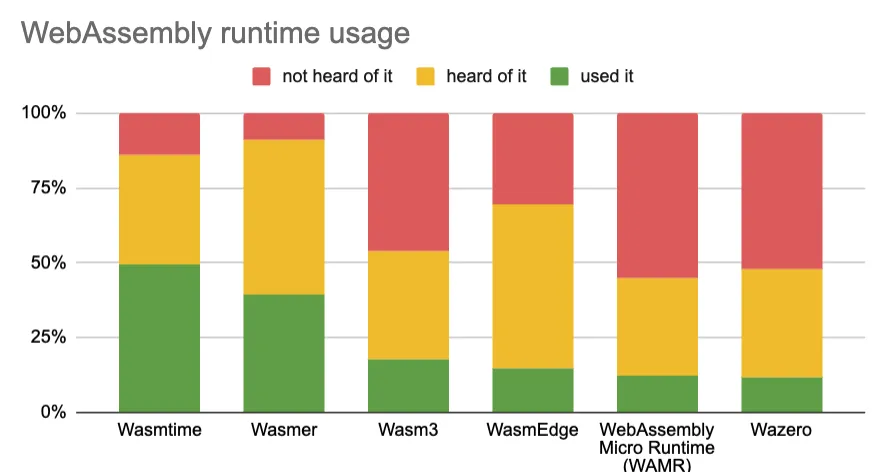 WebAssembly runtime usage
not heard of it heard of it used it
100%
75%
50%
25%
0%
Wasmtime Wasmer Wasm3 WasmEdge WebAssembly Wazero
Micro Runtime
(WAMR)